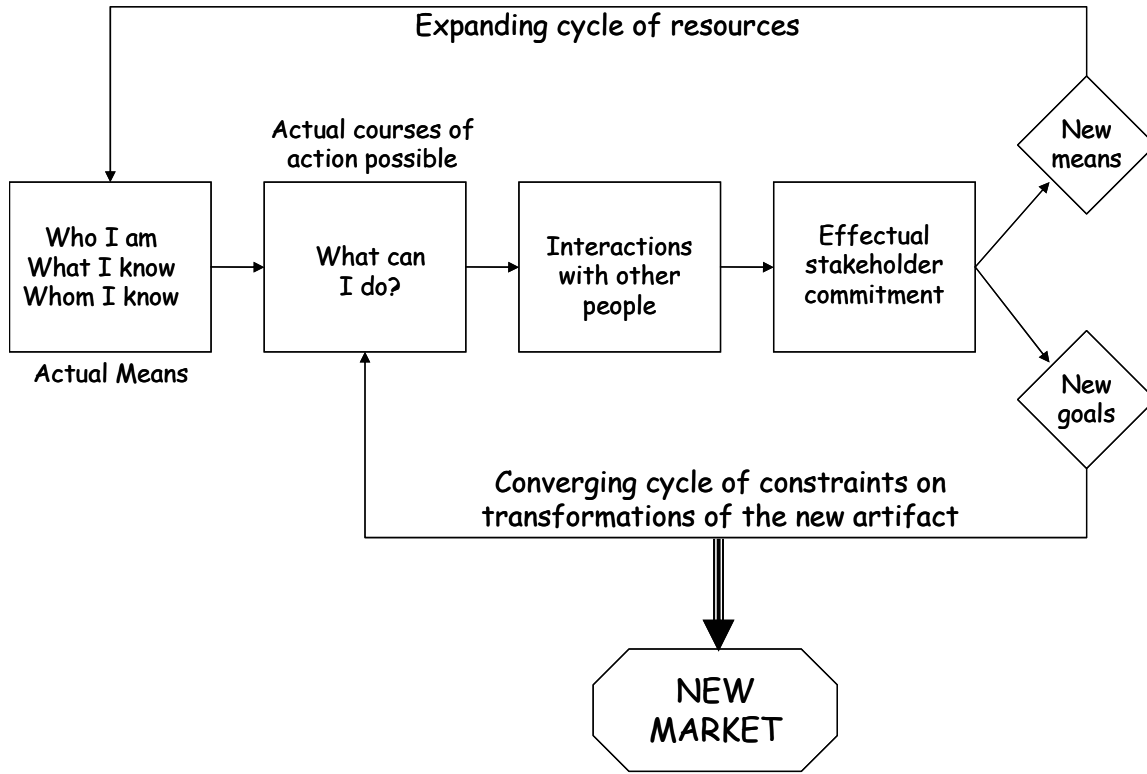 Expanding cycle of resources
Actual courses of
action possible
New
means
Who I am
What I know
Whom I know
What can
I do?
Interactions
with other
people
Effectual
stakeholder
commitment
Actual Means
New
goals
Converging cycle of constraints on
transformations of the new artifact
NEW
MARKET